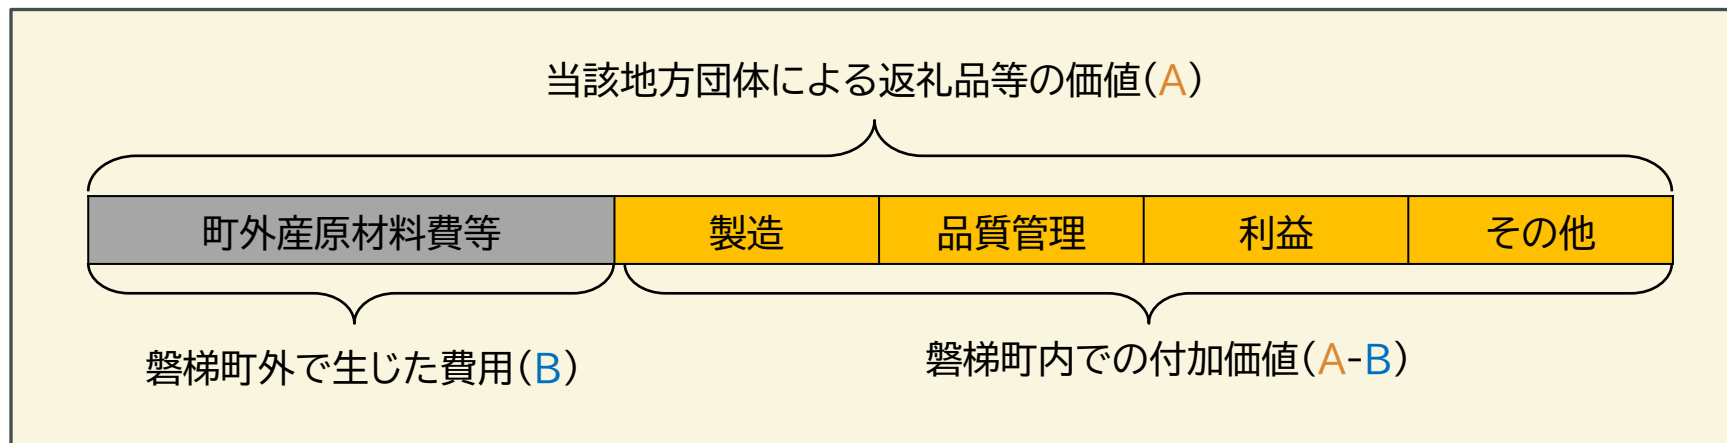 当該地方団体による返礼品等の価値(A)
町外産原材料費等 製造 品質管理 利益 その他
磐梯町外で生じた費用(B)
磐梯町内での付加価値(A-B)